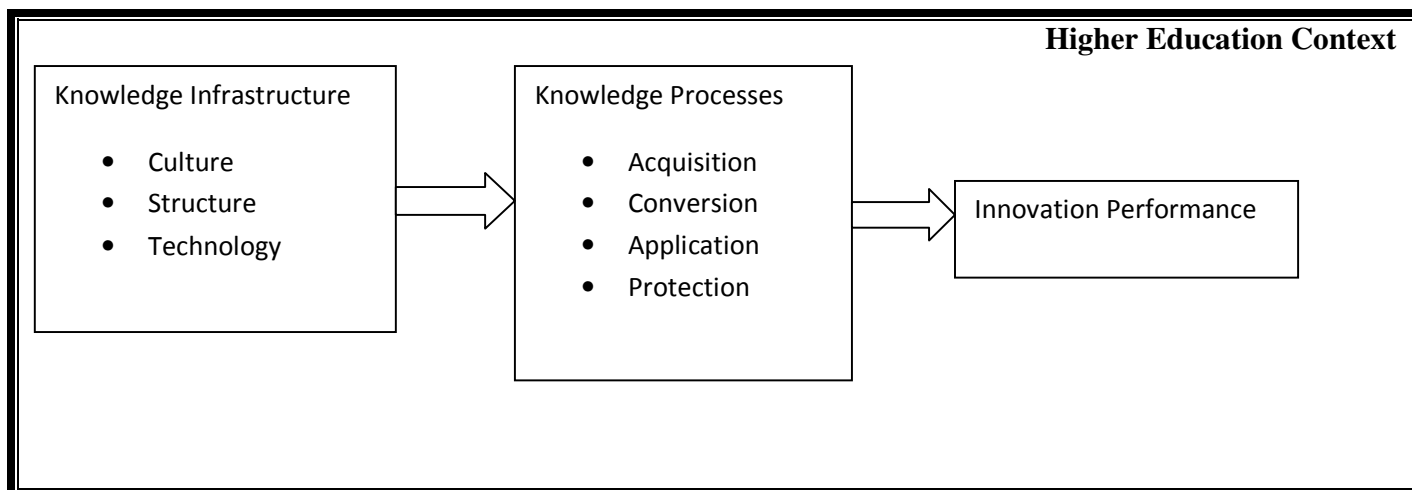 Higher Education Context
Knowledge Infrastructure
• Culture
• Structure
• Technology
Knowledge Processes
• Acquisition
• Conversion
• Application
• Protection
Innovation Performance